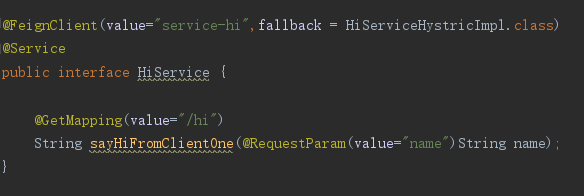 @FeignClient(value="service-hi",fallback = HiServiceHystricImpl.class)
@Service
public interface HiService {
@GetMapping(value="/hi")
String sayHiFromClientOne(@RequestParam(value="name")String name);
}